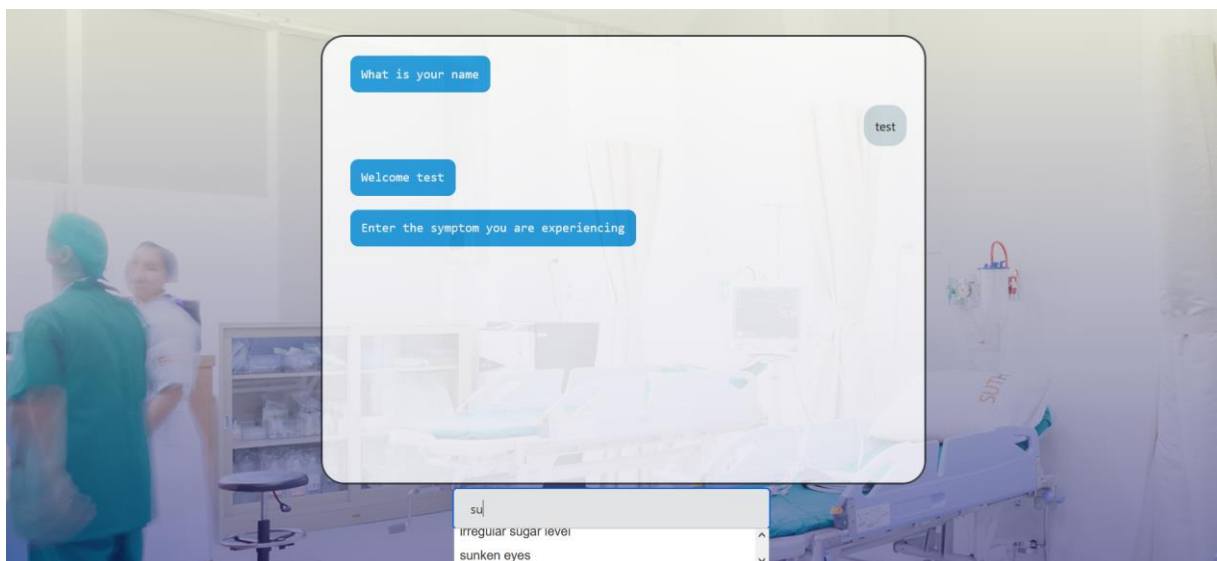 What is your name
test
Welcome test
Enter the symptom you are experiencing
SUTH
su
irregular sugar level
sunken eyes